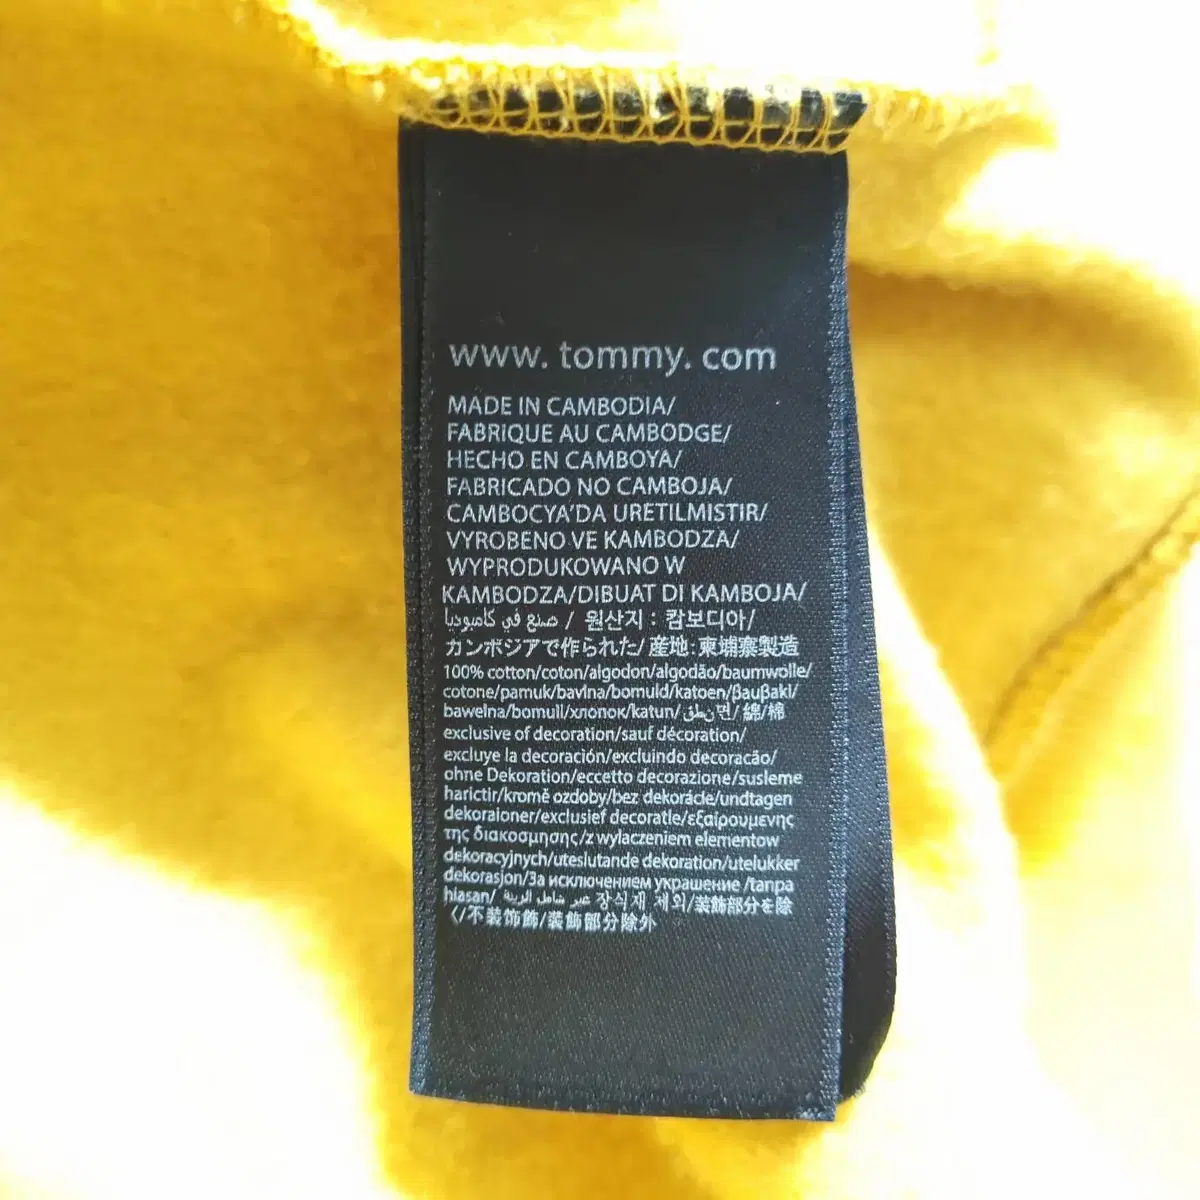 www. tommy. com
MADE IN CAMBODIA/
FABRIQUE AU CAMBODGE/
HECHO EN CAMBOYA/
FABRICADO NO CAMBOJA/
CAMBOCYA'DA URETILMISTIR/
VYROBENO VE KAMBODZA/
WYPRODUKOWANO W
KAMBODZA/DIBUAT DI KAMBOJA/
صنع في كامبوديا / 원산지 : 캄보디아/
カンボジアで作られた/ 産地: 柬埔寨製造
100% cotton/coton/algodon/algodão/baumwolle/
cotone/pamuk/bavlna/bomuld/katoen/βαμβακι/
bawełna/bomull/хлопок/katun/ قطن/면/ 綿/棉
exclusive of decoration/sauf décoration/
excluye la decoración/excluindo decoracão/
ohne Dekoration/eccetto decorazione/susleme
harictir/kromě ozdoby/bez dekorácie/undtagen
dekoraioner/exclusief decoratie/εξαίρουμενης
της διακοσμησης/z wylaczeniem elementow
dekoracyjnych/uteslutande dekoration/utelukker
dekorasjon/За исключением украшение /tanpa
hiasan/ غير شامل الزينة/ 장식재 제외/装飾部分を除
く/不装饰飾/装飾部分除外